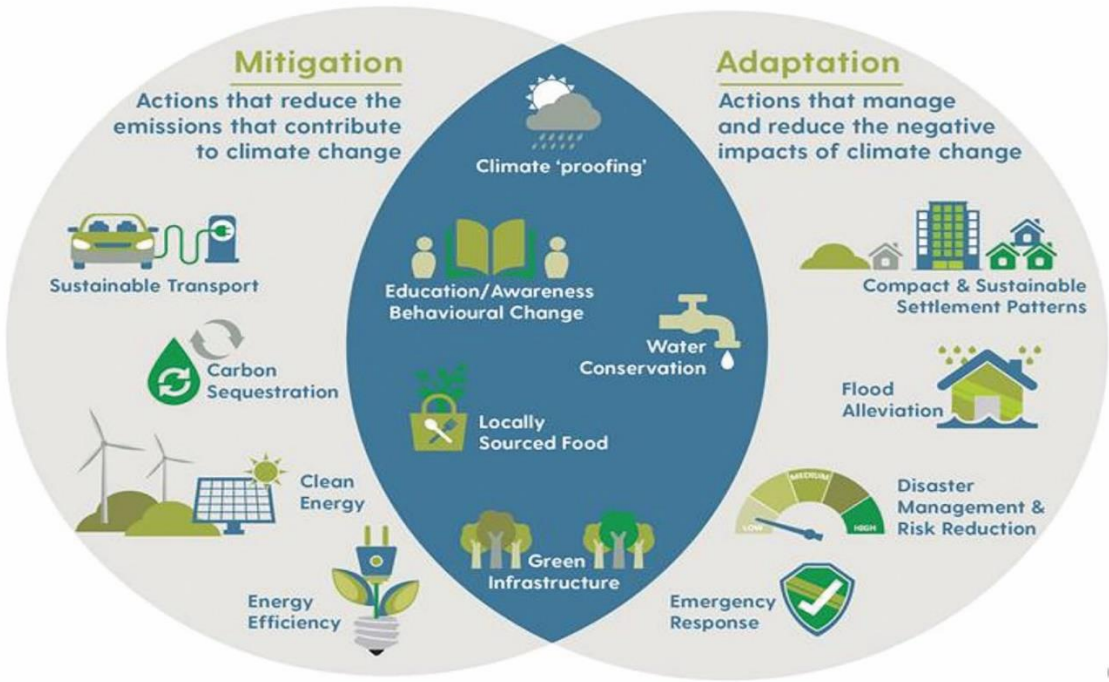 Mitigation
Actions that reduce the
emissions that contribute
to climate change
Sustainable Transport
Carbon
Sequestration
Clean
Energy
Energy
Efficiency
Climate 'proofing'
Education/Awareness
Behavioural Change
Water
Conservation
Locally
Sourced Food
Green
Infrastructure
Adaptation
Actions that manage
and reduce the negative
impacts of climate change
Compact & Sustainable
Settlement Patterns
Flood
Alleviation
LOW
MEDIUM
HIGH
Disaster
Management &
Risk Reduction
Emergency
Response